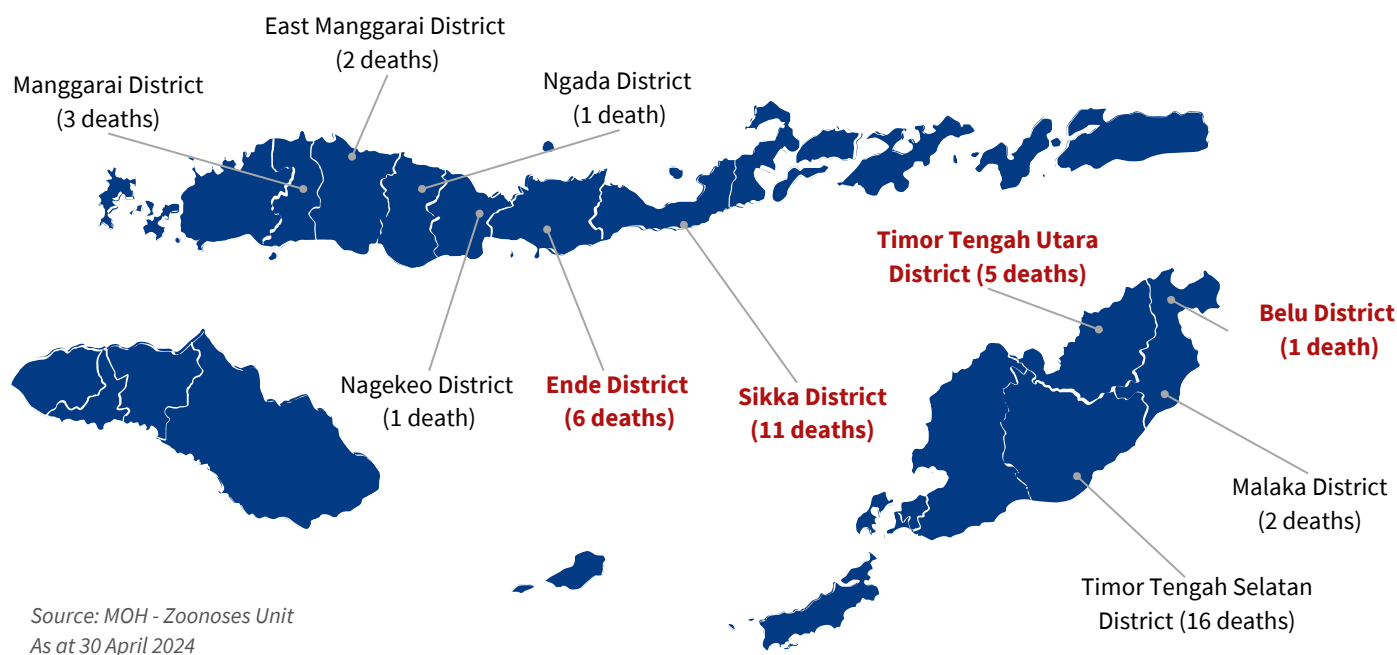 East Manggarai District
(2 deaths)
Manggarai District
(3 deaths)
Ngada District
(1 death)
Timor Tengah Utara
District (5 deaths)
Belu District
(1 death)
Nagekeo District
(1 death)
Ende District
(6 deaths)
Sikka District
(11 deaths)
Malaka District
(2 deaths)
Timor Tengah Selatan
District (16 deaths)
Source: MOH - Zoonoses Unit
As at 30 April 2024